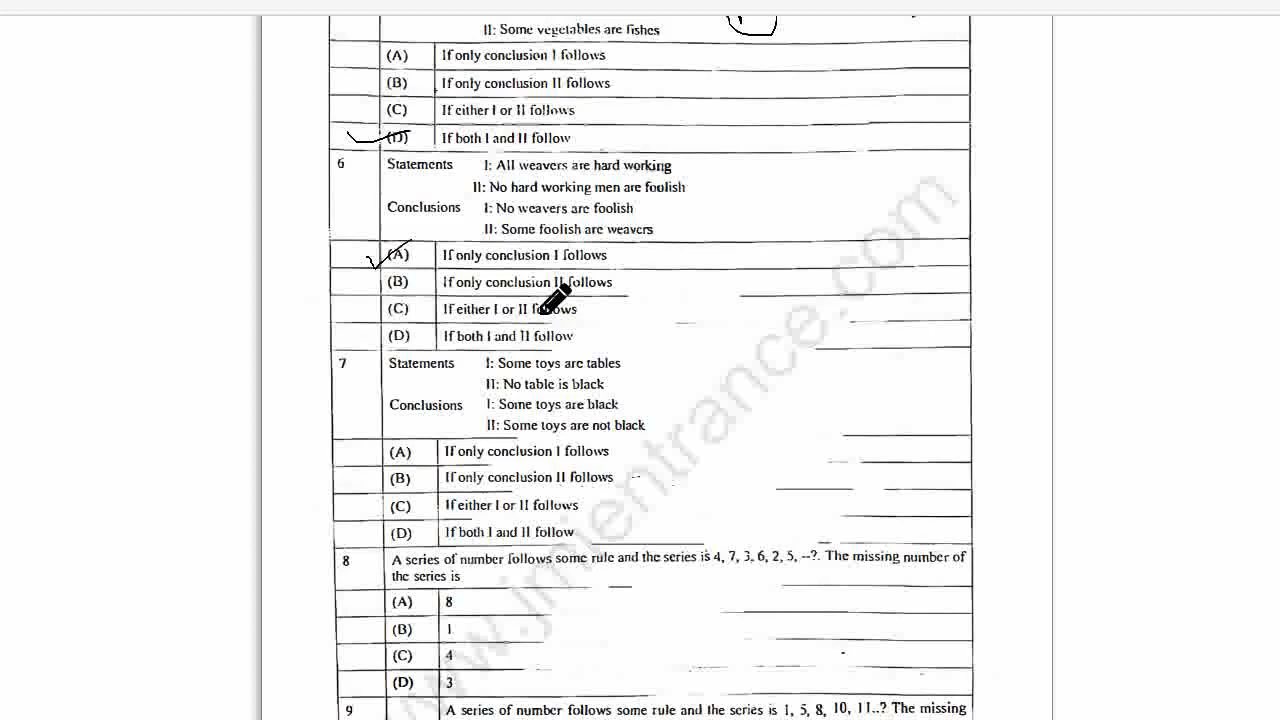 II: Some vegetables are fishes
(A) If only conclusion I follows
(B) If only conclusion II follows
(C) If either I or II follows
(D) If both I and II follow
6 Statements I: All weavers are hard working
II: No hard working men are foolish
Conclusions I: No weavers are foolish
II: Some foolish are weavers
(A) If only conclusion I follows
(B) If only conclusion II follows
(C) If either I or II follows
(D) If both I and II follow
7 Statements I: Some toys are tables
II: No table is black
Conclusions I: Some toys are black
II: Some toys are not black
(A) If only conclusion I follows
(B) If only conclusion II follows
(C) If either I or II follows
(D) If both I and II follow
8 A series of number follows some rule and the series is 4, 7, 3, 6, 2, 5, --?. The missing number of
the series is
(A) 8
(B) 1
(C) 4
(D) 3
9 A series of number follows some rule and the series is 1, 5, 8, 10, 11..? The missing
www.jmientrance.com